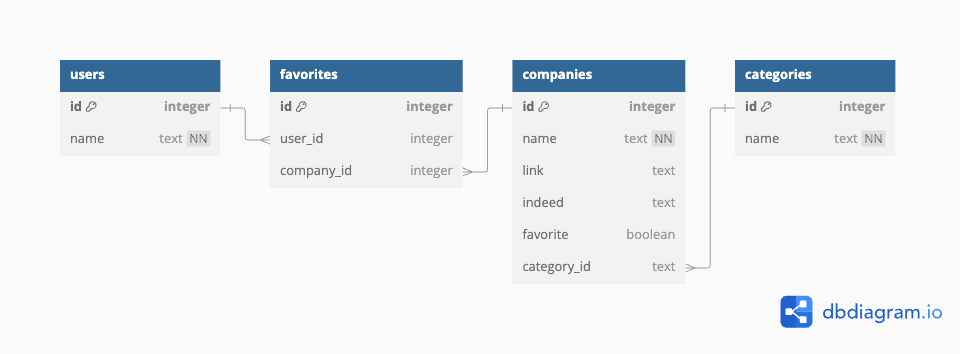 users
id integer
name text NN
favorites
id integer
user_id integer
company_id integer
companies
id integer
name text NN
link text
indeed text
favorite boolean
category_id text
categories
id integer
name text NN
dbdiagram.io